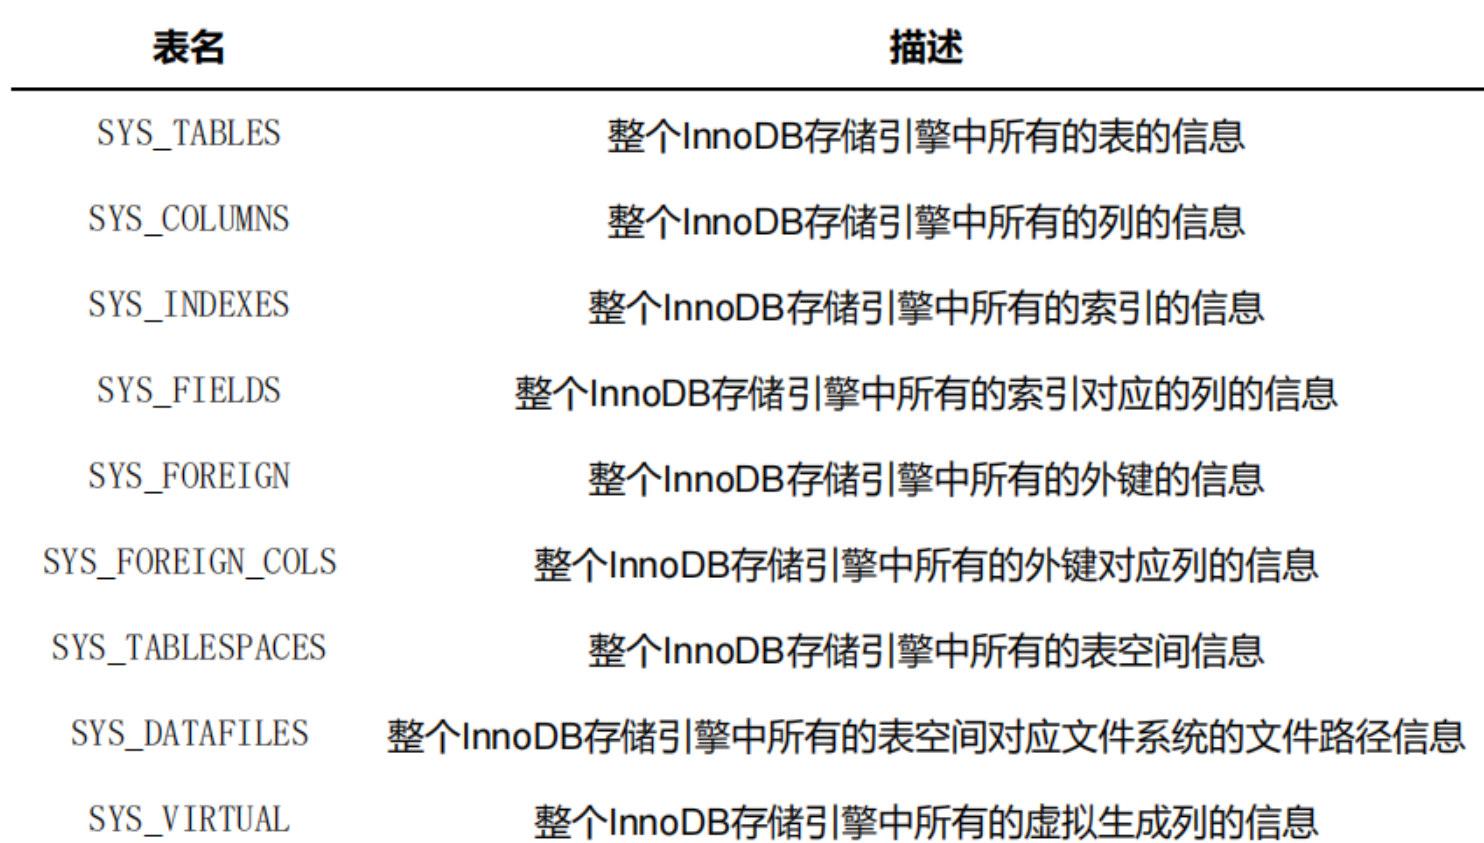 表名 描述
SYS_TABLES 整个InnoDB存储引擎中所有的表的信息
SYS_COLUMNS 整个InnoDB存储引擎中所有的列的信息
SYS_INDEXES 整个InnoDB存储引擎中所有的索引的信息
SYS_FIELDS 整个InnoDB存储引擎中所有的索引对应的列的信息
SYS_FOREIGN 整个InnoDB存储引擎中所有的外键的信息
SYS_FOREIGN_COLS 整个InnoDB存储引擎中所有的外键对应列的信息
SYS_TABLESPACES 整个InnoDB存储引擎中所有的表空间信息
SYS_DATAFILES 整个InnoDB存储引擎中所有的表空间对应文件系统的文件路径信息
SYS_VIRTUAL 整个InnoDB存储引擎中所有的虚拟生成列的信息